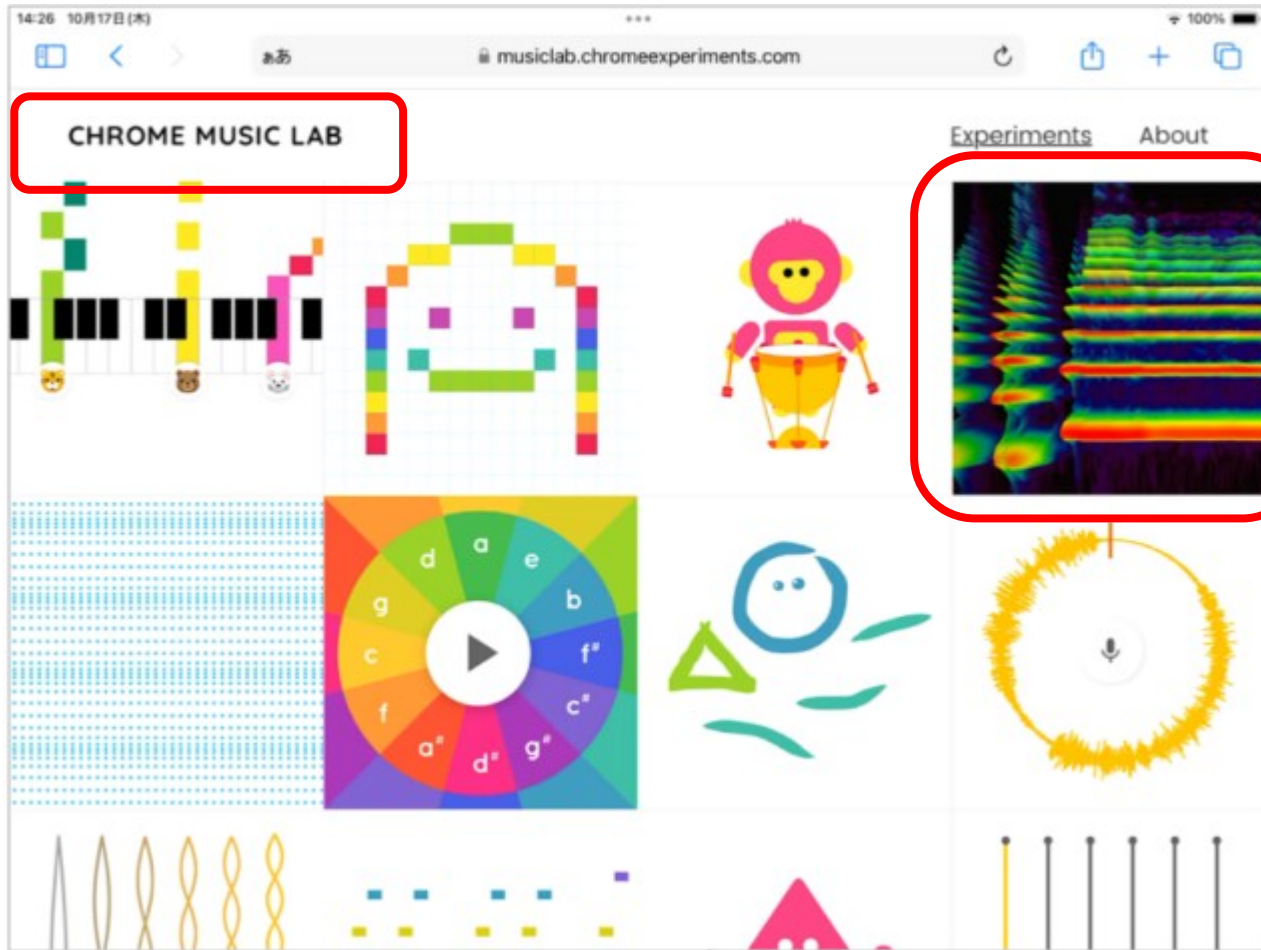 14:26 10月17日(木)
100%
ぁあ
musiclab.chromeexperiments.com
CHROME MUSIC LAB
Experiments About
a
d e
g b
c f#
f c#
a# g#
d#